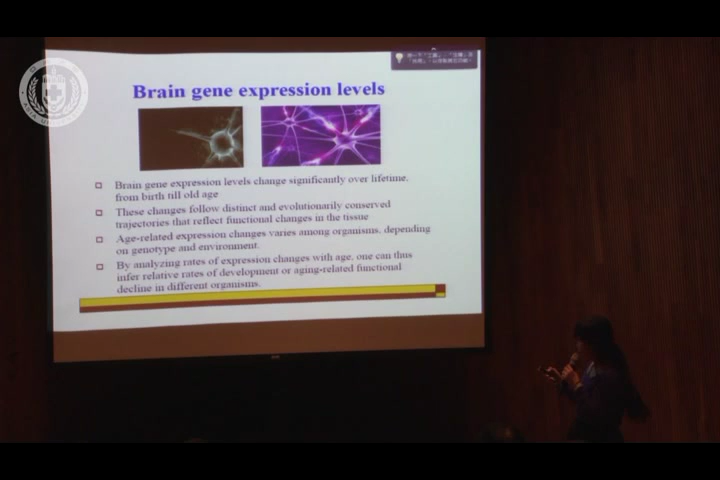 Brain gene expression levels
Brain gene expression levels change significantly over lifetime,
from birth till old age
These changes follow distinct and evolutionarily conserved
trajectories that reflect functional changes in the tissue
Age-related expression changes varies among organisms, depending
on genotype and environment.
By analyzing rates of expression changes with age, one can thus
infer relative rates of development or aging-related functional
decline in different organisms.